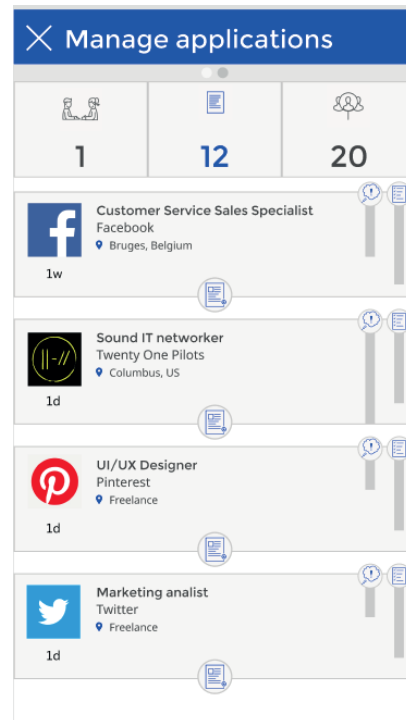 Manage applications
1
12
20
Customer Service Sales Specialist
Facebook
Bruges, Belgium
1w
Sound IT networker
Twenty One Pilots
Columbus, US
1d
UI/UX Designer
Pinterest
Freelance
1d
Marketing analist
Twitter
Freelance
1d